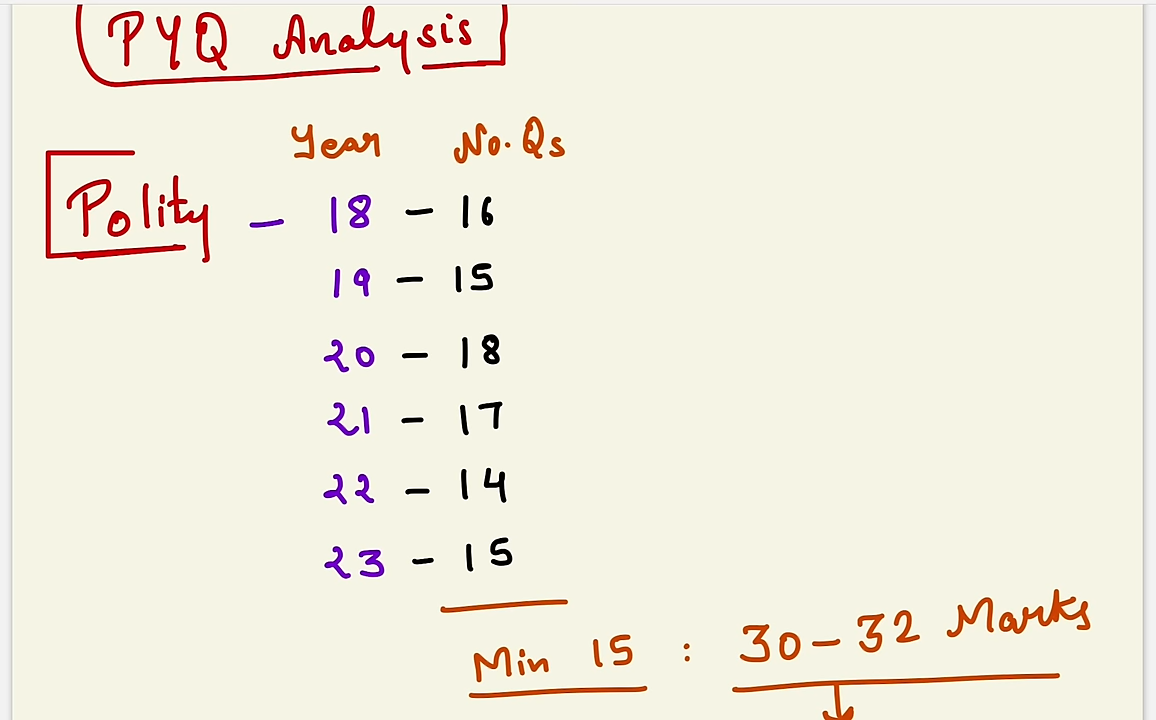 PYQ Analysis
Year - No. Qs
Polity - 18 - 16
19 - 15
20 - 18
21 - 17
22 - 14
23 - 15
Min 15 : 30-32 Marks